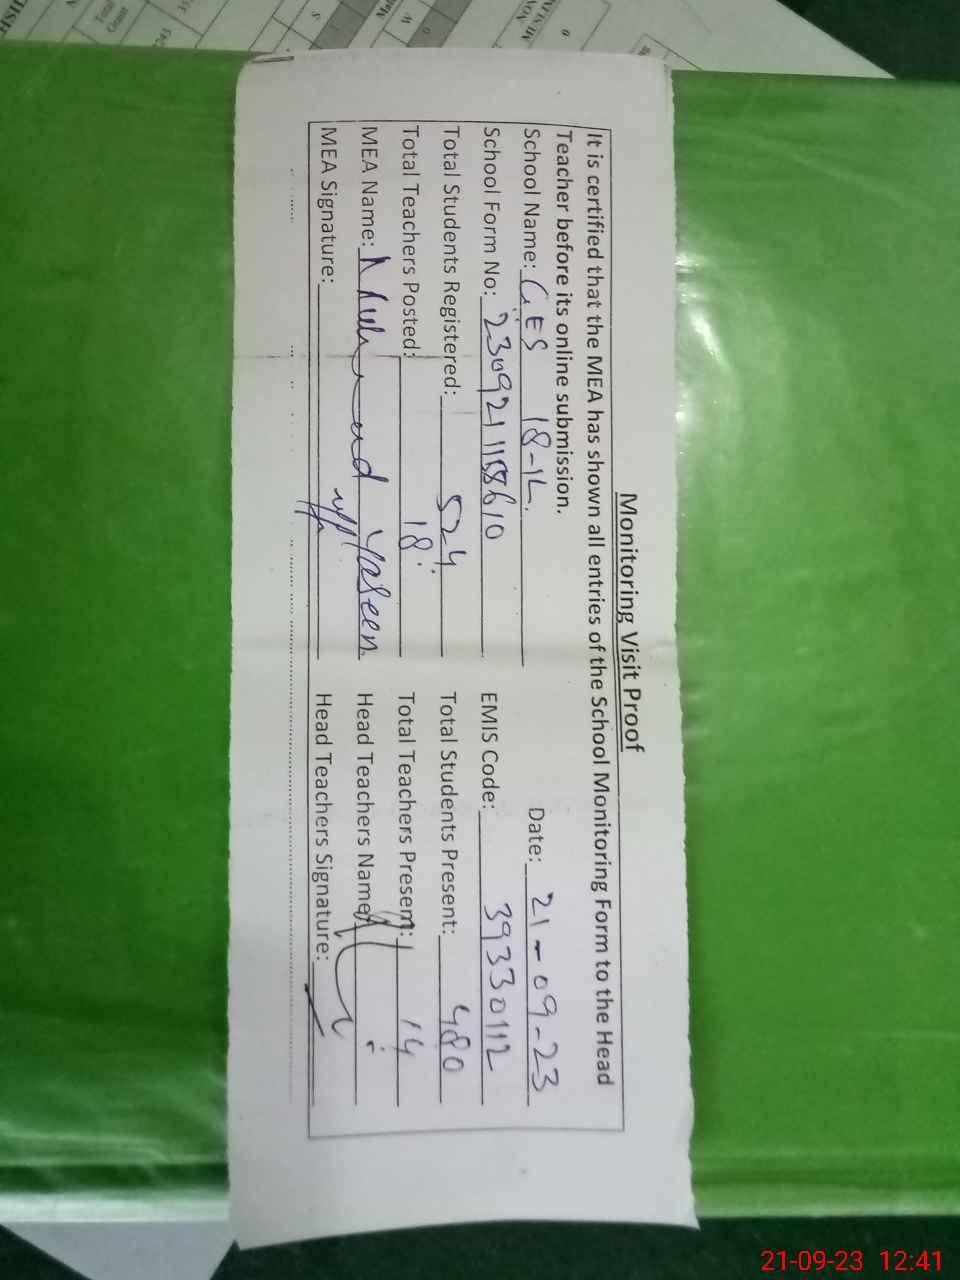 Monitoring Visit Proof
It is certified that the MEA has shown all entries of the School Monitoring Form to the Head
Teacher before its online submission.
School Name: GES 18-1L. Date: 21-09-23
School Form No: EMIS Code: 39330112
Total Students Registered: 524 Total Students Present: 480
Total Teachers Posted: 18 Total Teachers Present: 14
MEA Name: Yaseen Head Teachers Name:
MEA Signature: Head Teachers Signature:
21-09-23 12:41